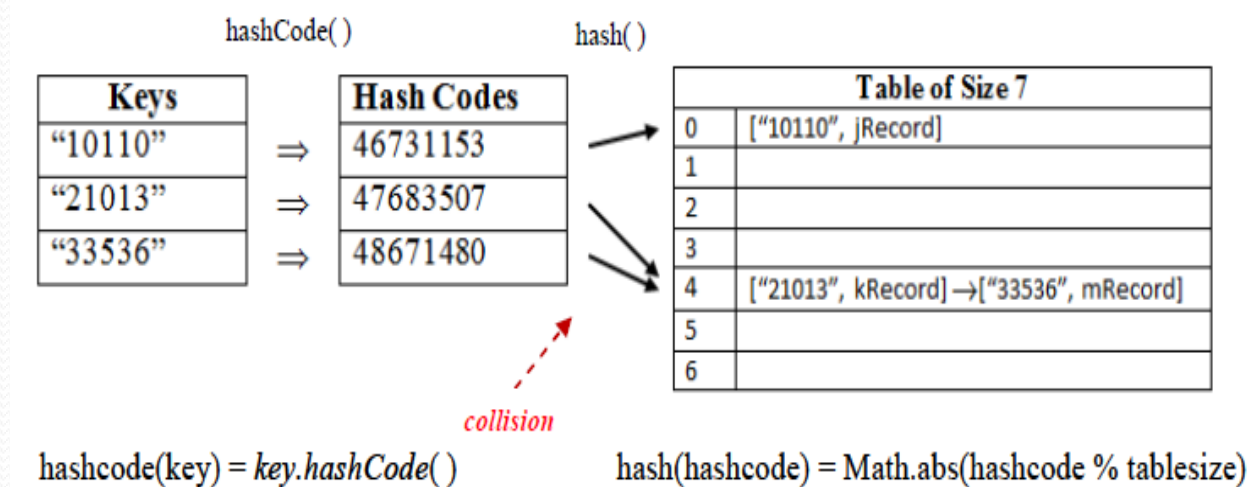 hashCode( )
hash( )
Keys
Hash Codes
Table of Size 7
“10110” ⇒ 46731153
“21013” ⇒ 47683507
“33536” ⇒ 48671480
0 [“10110”, jRecord]
1
2
3
4 [“21013”, kRecord]→[“33536”, mRecord]
5
6
collision
hashcode(key) = key.hashCode( )
hash(hashcode) = Math.abs(hashcode % tablesize)